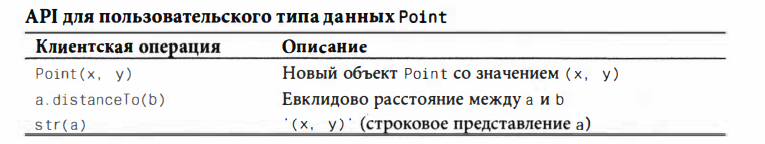 API для пользовательского типа данных Point
Клиентская операция Описание
Point(x, y) Новый объект Point со значением (x, y)
a.distanceTo(b) Евклидово расстояние между a и b
str(a) '(x, y)' (строковое представление a)